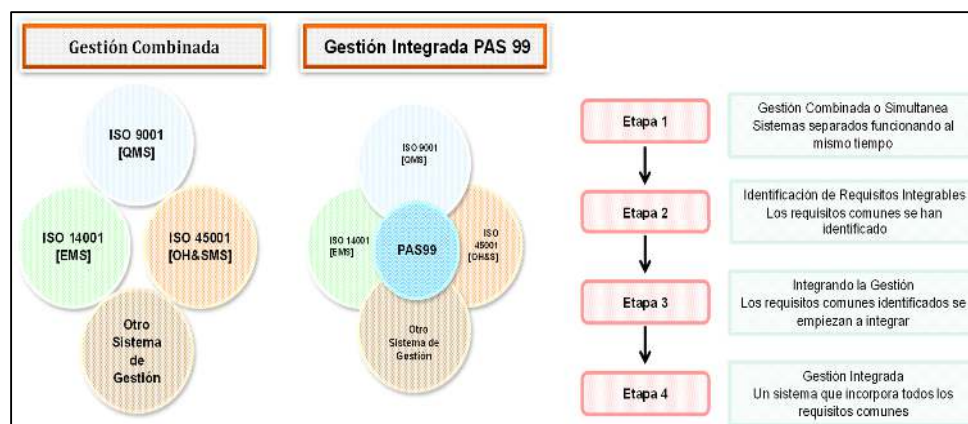 Gestión Combinada
ISO 9001
[QMS]
ISO 14001
[EMS]
ISO 45001
[OH&SMS]
Otro
Sistema
de
Gestión
Gestión Integrada PAS 99
ISO 9001
[QMS]
ISO 14001
[EMS]
PAS99
ISO
45001
[OH&S]
Otro
Sistema de
Gestión
Etapa 1
Gestión Combinada o Simultanea
Sistemas separados funcionando al
mismo tiempo
Etapa 2
Identificación de Requisitos Integrables
Los requisitos comunes se han
identificado
Etapa 3
Integrando la Gestión
Los requisitos comunes identificados se
empiezan a integrar
Etapa 4
Gestión Integrada
Un sistema que incorpora todos los
requisitos comunes